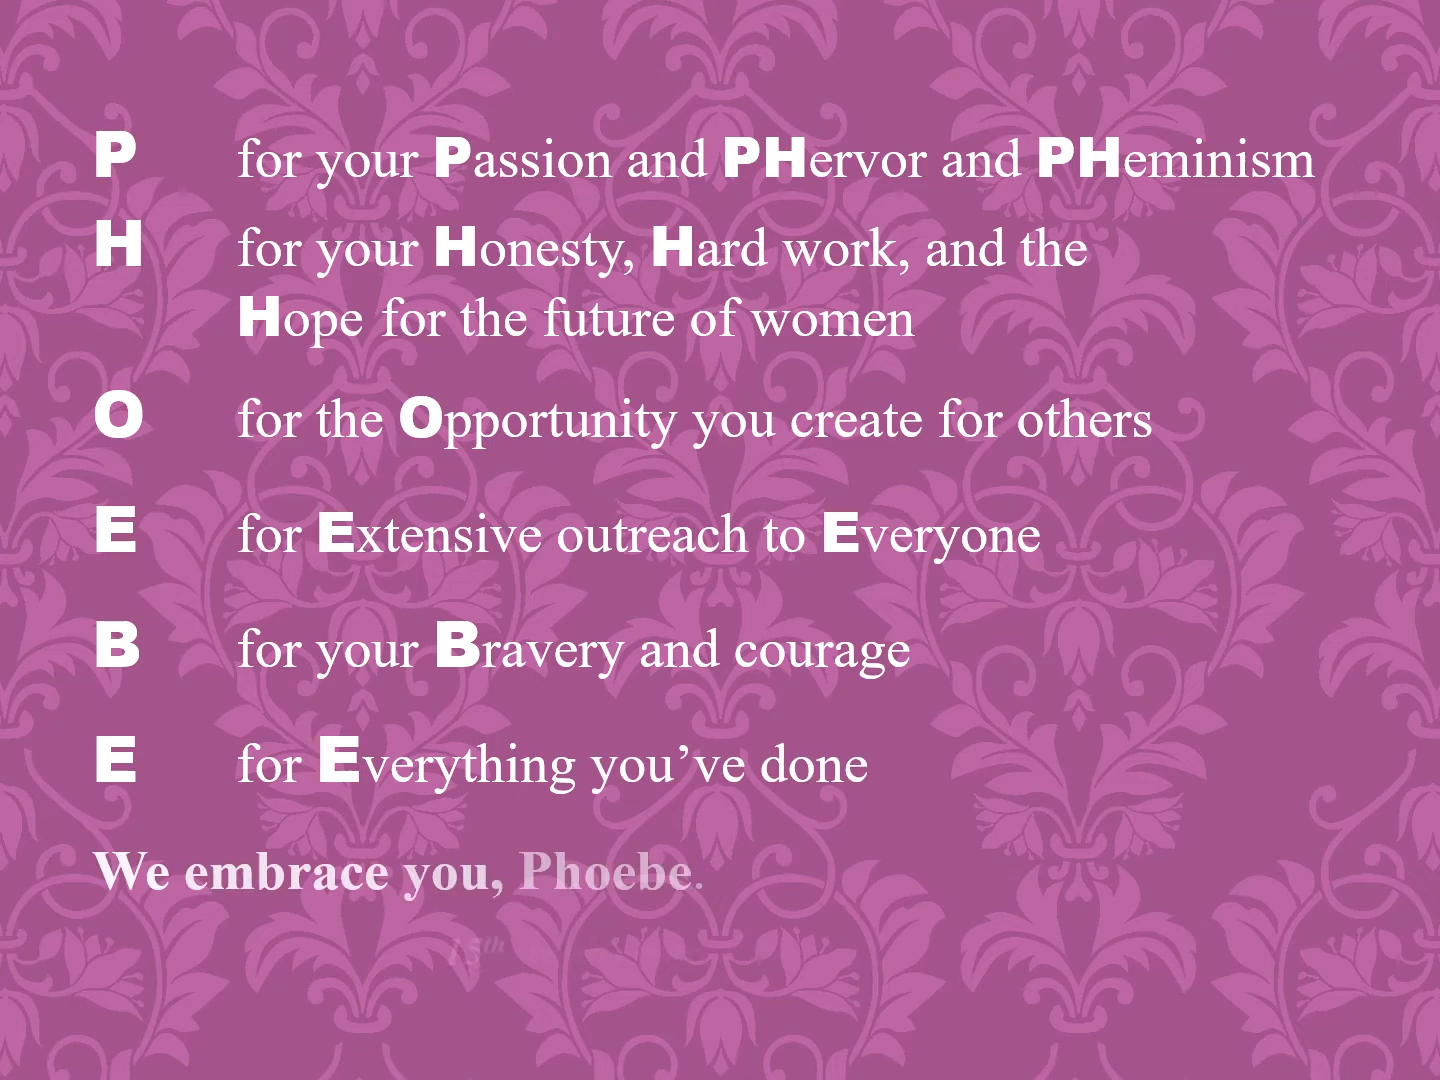 P for your Passion and PHervor and PHeminism
H for your Honesty, Hard work, and the
Hope for the future of women
O for the Opportunity you create for others
E for Extensive outreach to Everyone
B for your Bravery and courage
E for Everything you’ve done
We embrace you, Phoebe.
15th